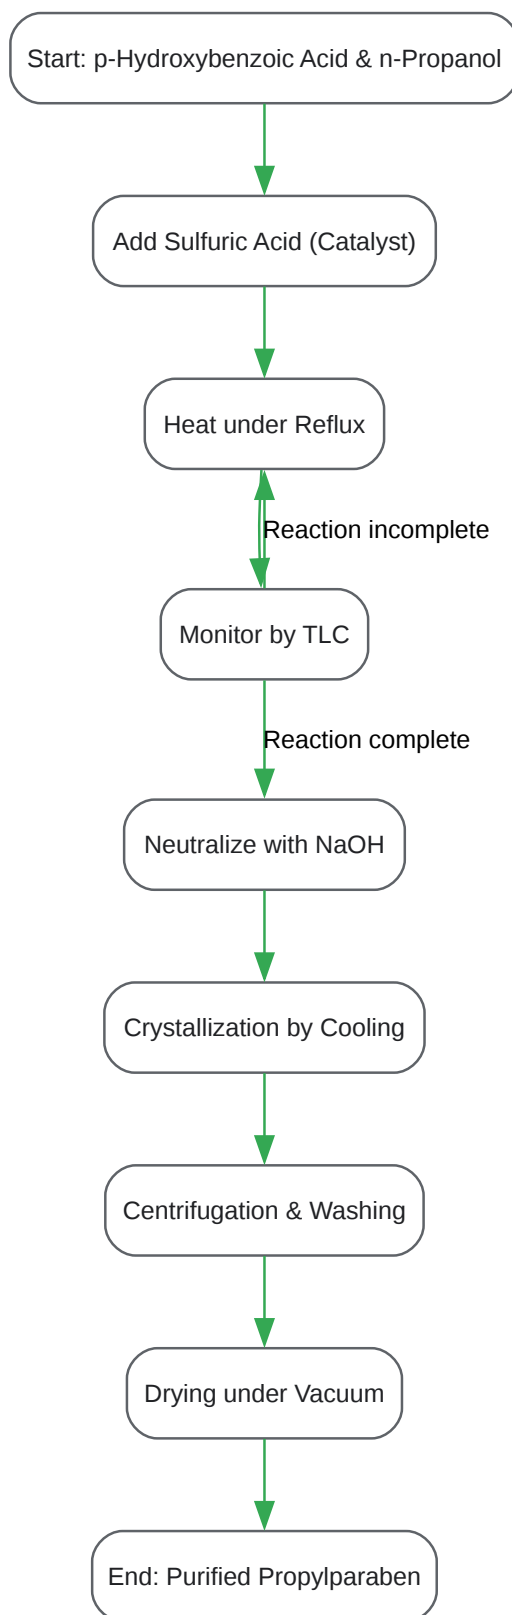 Start: p-Hydroxybenzoic Acid & n-Propanol
Add Sulfuric Acid (Catalyst)
Heat under Reflux
Reaction incomplete
Monitor by TLC
Reaction complete
Neutralize with NaOH
Crystallization by Cooling
Centrifugation & Washing
Drying under Vacuum
End: Purified Propylparaben